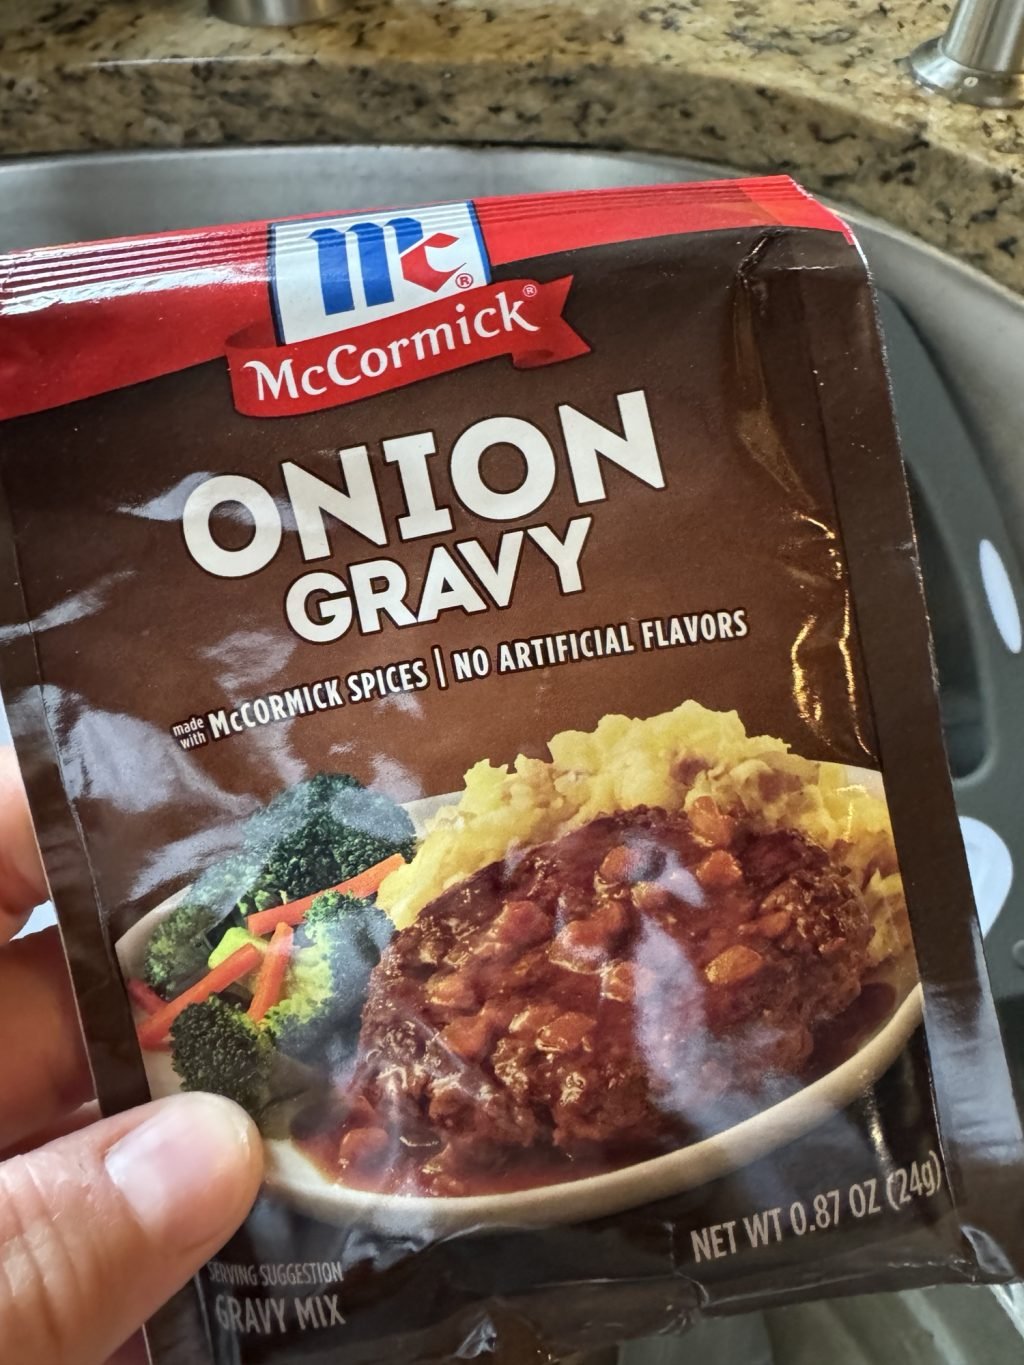 Mc®
McCormick®
ONION
GRAVY
made with McCORMICK SPICES | NO ARTIFICIAL FLAVORS
NET WT 0.87 OZ (24g)
SERVING SUGGESTION
GRAVY MIX